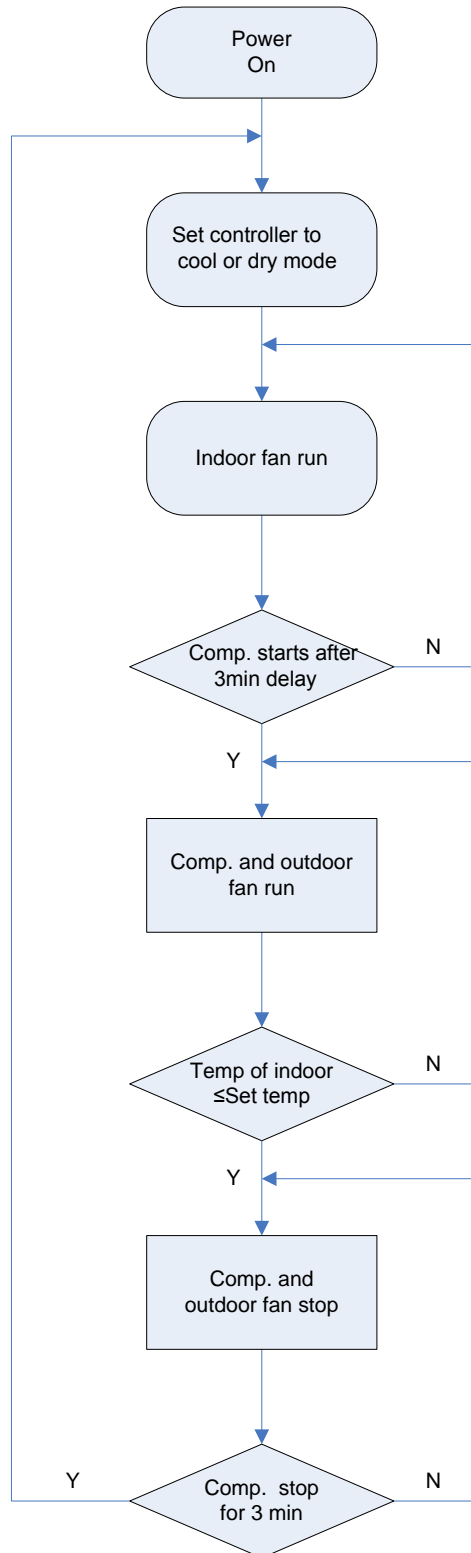 Power
On
Set controller to
cool or dry mode
Indoor fan run
Comp. starts after
3min delay
N
Y
Comp. and outdoor
fan run
Temp of indoor
≤Set temp
N
Y
Comp. and
outdoor fan stop
Y
Comp. stop
for 3 min
N